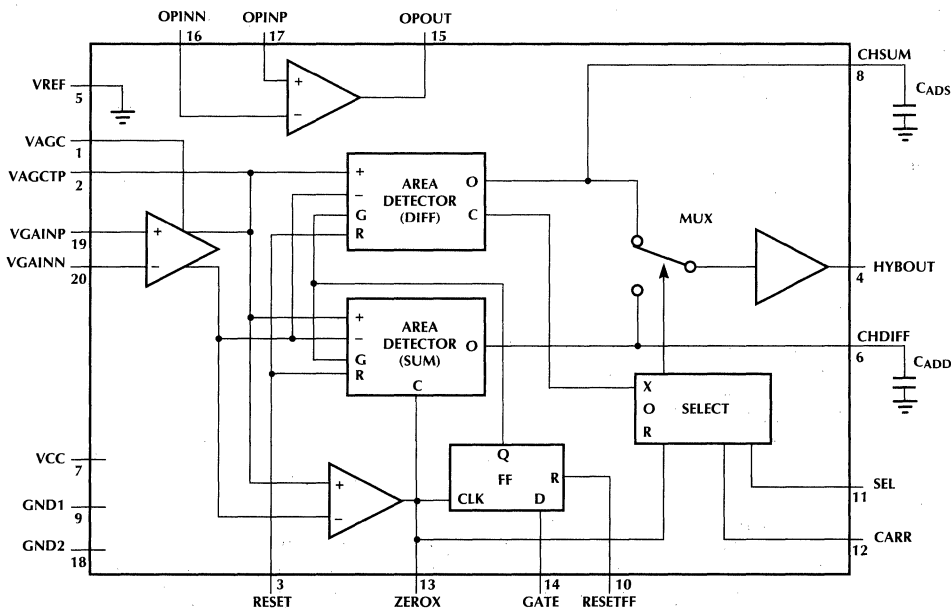 OPINN
16
OPINP
17
OPOUT
15
CHSUM
8
CADS
VREF
5
VAGC
1
VAGCTP
2
VGAINP
19
VGAINN
20
+
−
+
−
+
−
G
R
AREA
DETECTOR
(DIFF)
O
C
MUX
HYBOUT
4
+
−
G
R
AREA
DETECTOR
(SUM)
O
C
CHDIFF
6
CADD
X
O
R
SELECT
VCC
7
GND1
9
GND2
18
+
−
Q
FF
R
CLK
D
SEL
11
CARR
12
3
RESET
13
ZEROX
14
GATE
10
RESETFF